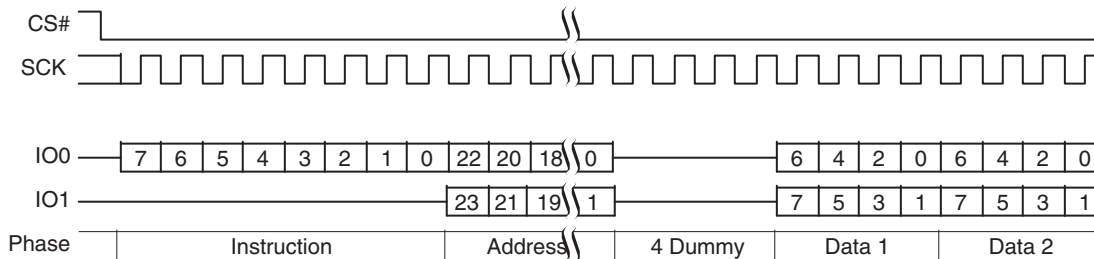 CS#
SCK
IO0 7 6 5 4 3 2 1 0 22 20 18 0 6 4 2 0 6 4 2 0
IO1 23 21 19 1 7 5 3 1 7 5 3 1
Phase Instruction Address 4 Dummy Data 1 Data 2